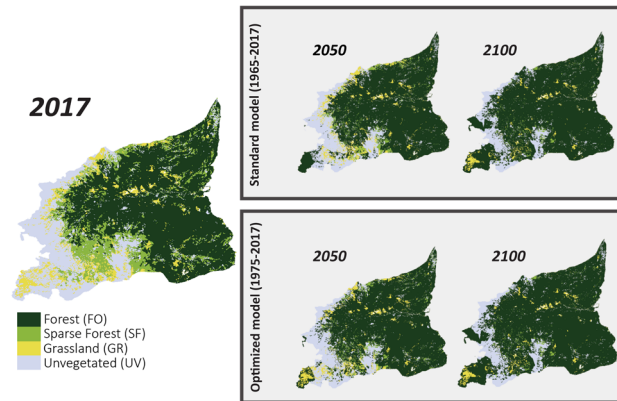 2017
Forest (FO)
Sparse Forest (SF)
Grassland (GR)
Unvegetated (UV)
Standard model (1965-2017)
2050
2100
Optimized model (1975-2017)
2050
2100